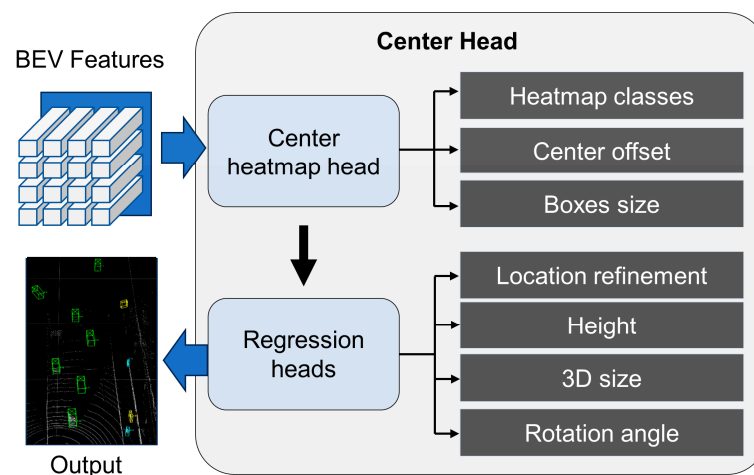 Center Head
BEV Features
Center
heatmap head
Heatmap classes
Center offset
Boxes size
Regression
heads
Location refinement
Height
3D size
Rotation angle
Output